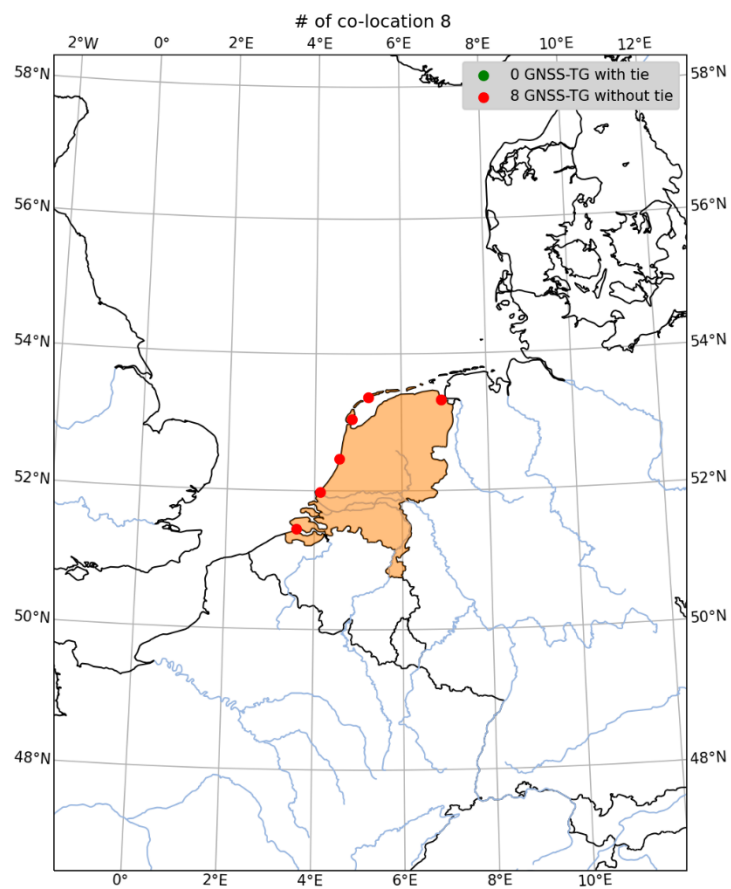 # of co-location 8
2°W 0° 2°E 4°E 6°E 8°E 10°E 12°E
0 GNSS-TG with tie
8 GNSS-TG without tie
58°N 58°N
56°N 56°N
54°N 54°N
52°N 52°N
50°N 50°N
48°N 48°N
0° 2°E 4°E 6°E 8°E 10°E